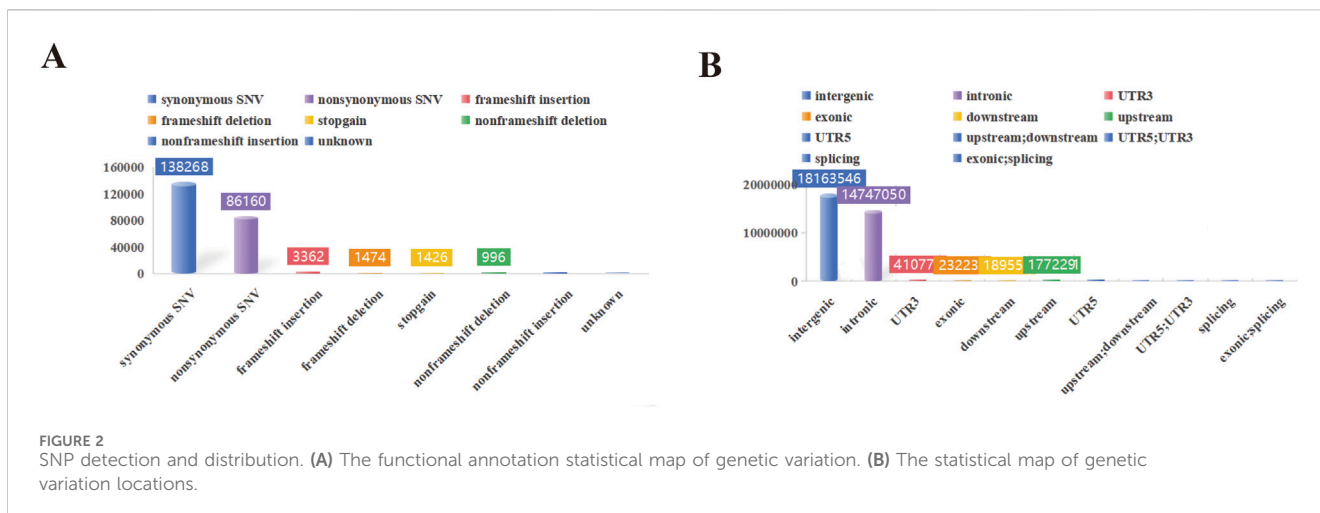 A
synonymous SNV nonsynonymous SNV frameshift insertion
frameshift deletion stopgain nonframeshift deletion
nonframeshift insertion unknown
160000
120000
80000
40000
0
138268
86160
3362
1474
1426
996
synonymous SNV
nonsynonymous SNV
frameshift insertion
frameshift deletion
stopgain
nonframeshift deletion
nonframeshift insertion
unknown
B
intergenic intronic UTR3
exonic downstream upstream
UTR5 upstream;downstream UTR5;UTR3
splicing exonic;splicing
20000000
10000000
0
18163546
14747050
41077
23223
18955
177229
intergenic
intronic
UTR3
exonic
downstream
upstream
UTR5
upstream;downstream
UTR5; UTR3
splicing
exonic;splicing
FIGURE 2
SNP detection and distribution. (A) The functional annotation statistical map of genetic variation. (B) The statistical map of genetic
variation locations.